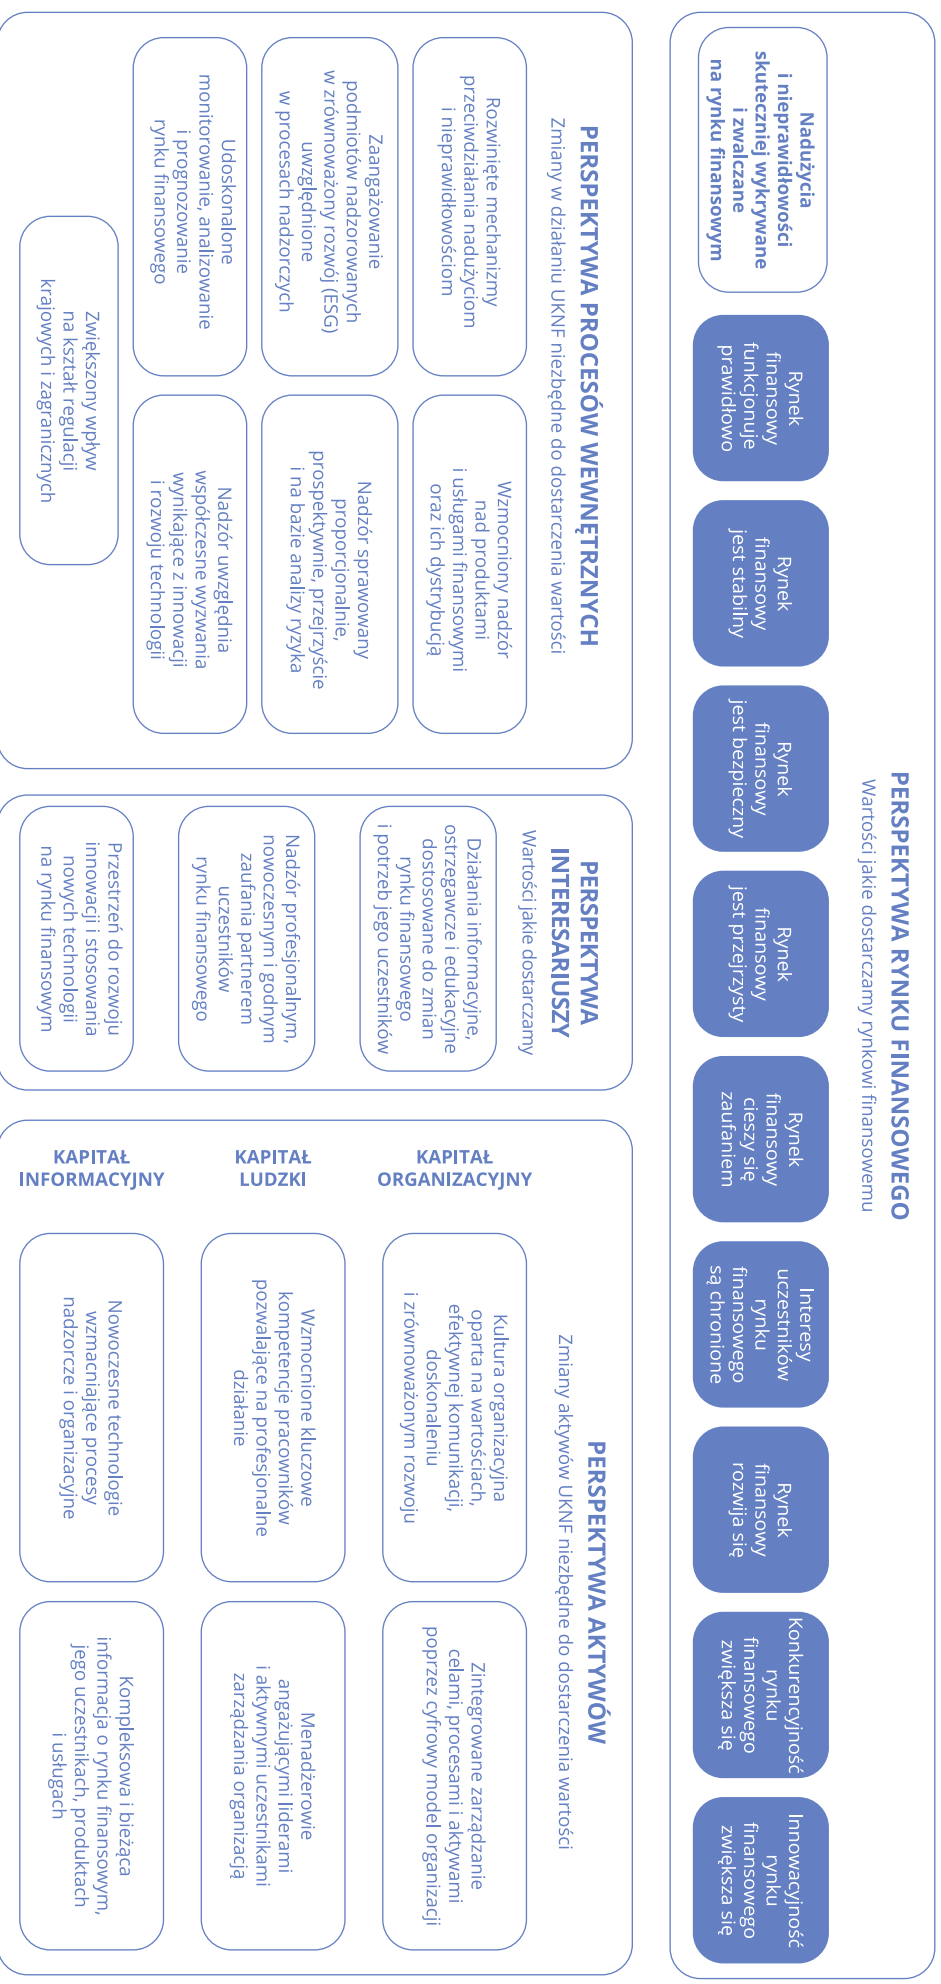 PERSPEKTYWA RYNKU FINANSOWEGO
Wartości jakie dostarczamy rynkowi finansowemu
Nadużycia
i nieprawidłowości
skuteczniej wykrywane
i zwalczane
na rynku finansowym
Rynek
finansowy
funkcjonuje
prawidłowo
Rynek
finansowy
jest stabilny
Rynek
finansowy
jest bezpieczny
Rynek
finansowy
jest przejrzysty
Rynek
finansowy
cieszy się
zaufaniem
Interesy
uczestników
rynku
finansowego
są chronione
Rynek
finansowy
rozwija się
Konkurencyjność
rynku
finansowego
zwiększa się
Innowacyjność
rynku
finansowego
zwiększa się
PERSPEKTYWA PROCESÓW WEWNĘTRZNYCH
Zmiany w działaniu UKNF niezbędne do dostarczenia wartości
Rozwinięte mechanizmy
przeciwdziałania nadużyciom
i nieprawidłowościom
Wzmocniony nadzór
nad produktami
i usługami finansowymi
oraz ich dystrybucją
Zaangażowanie
podmiotów nadzorowanych
w zrównoważony rozwój (ESG)
uwzględnione
w procesach nadzorczych
Nadzór sprawowany
proporcjonalnie,
prospektywnie, przejrzyście
i na bazie analizy ryzyka
Udoskonalone
monitorowanie, analizowanie
i prognozowanie
rynku finansowego
Nadzór uwzględnia
współczesne wyzwania
wynikające z innowacji
i rozwoju technologii
Zwiększony wpływ
na kształt regulacji
krajowych i zagranicznych
PERSPEKTYWA
INTERESARIUSZY
Wartości jakie dostarczamy
Działania informacyjne,
ostrzegawcze i edukacyjne
dostosowane do zmian
rynku finansowego
i potrzeb jego uczestników
Nadzór profesjonalnym,
nowoczesnym i godnym
zaufania partnerem
uczestników
rynku finansowego
Przestrzeń do rozwoju
innowacji i stosowania
nowych technologii
na rynku finansowym
PERSPEKTYWA AKTYWÓW
Zmiany aktywów UKNF niezbędne do dostarczenia wartości
KAPITAŁ
ORGANIZACYJNY
Kultura organizacyjna
oparta na wartościach,
efektywnej komunikacji,
doskonaleniu
i zrównoważonym rozwoju
Zintegrowane zarządzanie
celami, procesami i aktywami
poprzez cyfrowy model organizacji
KAPITAŁ
LUDZKI
Wzmocnione kluczowe
kompetencje pracowników
pozwalające na profesjonalne
działanie
Menadżerowie
angażującymi liderami
i aktywnymi uczestnikami
zarządzania organizacją
KAPITAŁ
INFORMACYJNY
Nowoczesne technologie
wzmacniające procesy
nadzorcze i organizacyjne
Kompleksowa i bieżąca
informacja o rynku finansowym,
jego uczestnikach, produktach
i usługach